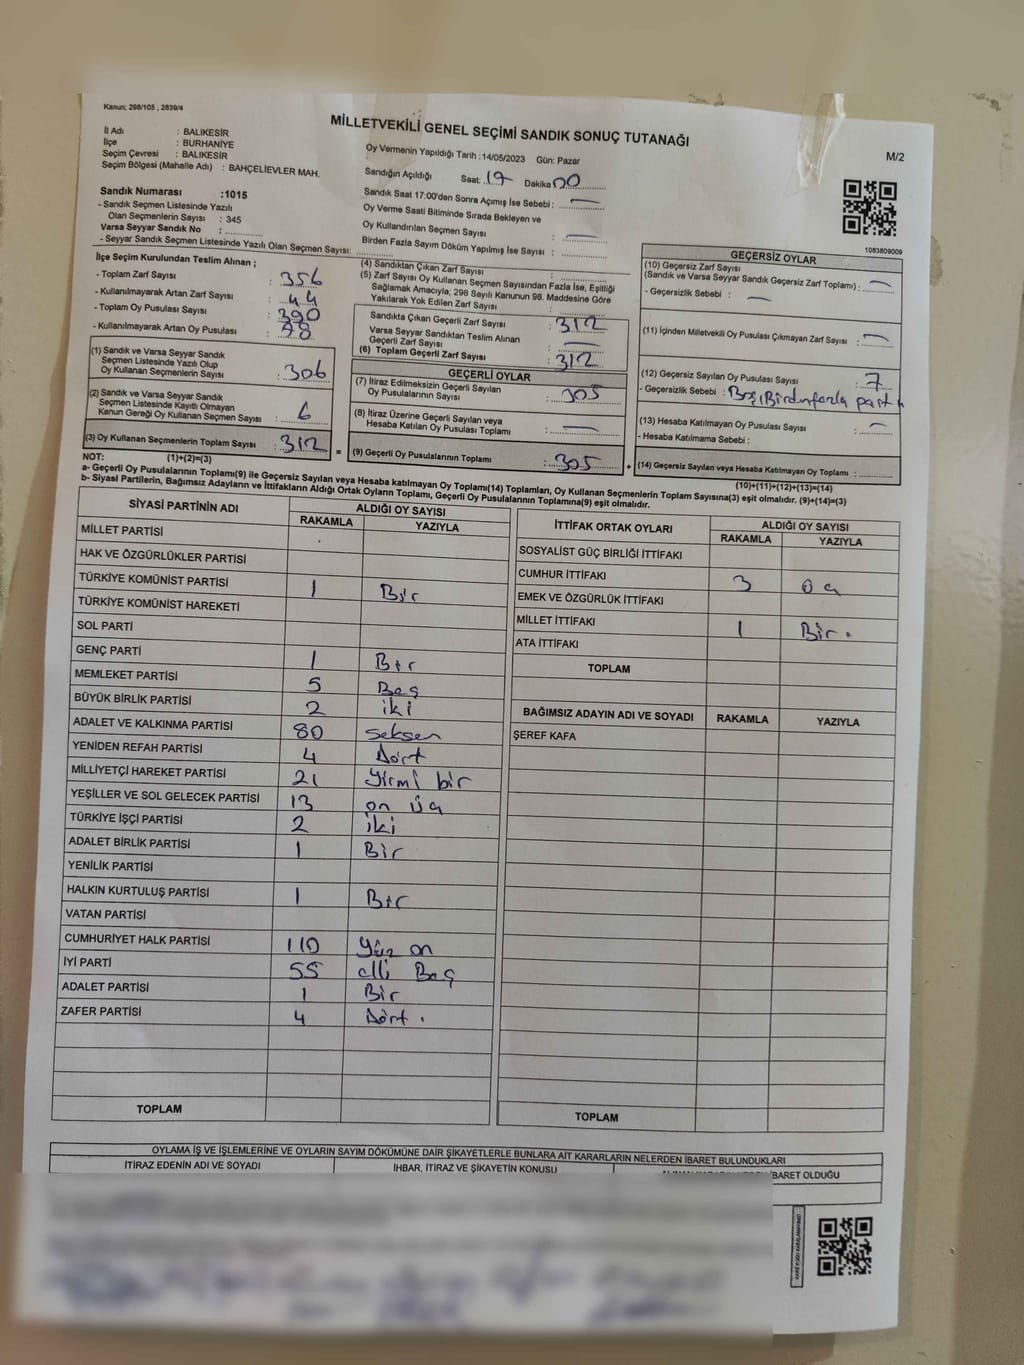 Kanun; 298/105 , 2839/4
MİLLETVEKİLİ GENEL SEÇİMİ SANDIK SONUÇ TUTANAĞI
M/2
İl Adı : BALIKESİR
İlçe : BURHANİYE
Seçim Çevresi : BALIKESİR
Seçim Bölgesi (Mahalle Adı) : BAHÇELİEVLER MAH.
Sandık Numarası :1015
- Sandık Seçmen Listesinde Yazılı
Olan Seçmenlerin Sayısı : 345
Varsa Seyyar Sandık No :
- Seyyar Sandık Seçmen Listesinde Yazılı Olan Seçmen Sayısı:
Oy Vermenin Yapıldığı Tarih : 14/05/2023 Gün: Pazar
Sandığın Açıldığı Saat: 19 Dakika 00
Sandık Saat 17:00'den Sonra Açımış İse Sebebi : —
Oy Verme Saati Bitiminde Sırada Bekleyen ve
Oy Kullandırılan Seçmen Sayısı : —
Birden Fazla Sayım Döküm Yapılmış İse Sayısı :
1083809009
İlçe Seçim Kurulundan Teslim Alınan ;
- Toplam Zarf Sayısı : 356
- Kullanılmayarak Artan Zarf Sayısı : 44
- Toplam Oy Pusulası Sayısı : 390
- Kullanılmayarak Artan Oy Pusulası : 78
(1) Sandık ve Varsa Seyyar Sandık
Seçmen Listesinde Yazılı Olup
Oy Kullanan Seçmenlerin Sayısı : 306
(2) Sandık ve Varsa Seyyar Sandık
Seçmen Listesinde Kayıtlı Olmayan
Kanun Gereği Oy Kullanan Seçmen Sayısı : 6
(3) Oy Kullanan Seçmenlerin Toplam Sayısı : 312
(4) Sandıktan Çıkan Zarf Sayısı :
(5) Zarf Sayısı Oy Kullanan Seçmen Sayısından Fazla İse, Eşitliği
Sağlamak Amacıyla; 298 Sayılı Kanunun 98. Maddesine Göre
Yakılarak Yok Edilen Zarf Sayısı :
Sandıkta Çıkan Geçerli Zarf Sayısı : 312
Varsa Seyyar Sandıktan Teslim Alınan
Geçerli Zarf Sayısı : —
(6) Toplam Geçerli Zarf Sayısı : 312
GEÇERLİ OYLAR
(7) İtiraz Edilmeksizin Geçerli Sayılan
Oy Pusulalarının Sayısı : 305
(8) İtiraz Üzerine Geçerli Sayılan veya
Hesaba Katılan Oy Pusulası Toplamı : —
= (9) Geçerli Oy Pusulalarının Toplamı : 305 +
GEÇERSİZ OYLAR
(10) Geçersiz Zarf Sayısı
(Sandık ve Varsa Seyyar Sandık Geçersiz Zarf Toplamı) : —
- Geçersizlik Sebebi : —
(11) İçinden Milletvekili Oy Pusulası Çıkmayan Zarf Sayısı : —
(12) Geçersiz Sayılan Oy Pusulası Sayısı : 7
- Geçersizlik Sebebi : Boş,Birdenfazla
(13) Hesaba Katılmayan Oy Pusulası Sayısı : —
- Hesaba Katılmama Sebebi :
(14) Geçersiz Sayılan veya Hesaba Katılmayan Oy Toplamı :
NOT: (1)+(2)=(3)
(10)+(11)+(12)+(13)=(14)
a- Geçerli Oy Pusulalarının Toplamı(9) ile Geçersiz Sayılan veya Hesaba katılmayan Oy Toplamı(14) Toplamları, Oy Kullanan Seçmenlerin Toplam Sayısına(3) eşit olmalıdır. (9)+(14)=(3)
b- Siyasi Partilerin, Bağımsız Adayların ve İttifakların Aldığı Ortak Oyların Toplamı, Geçerli Oy Pusulalarının Toplamına(9) eşit olmalıdır.
SİYASİ PARTİNİN ADI ALDIĞI OY SAYISI
RAKAMLA YAZIYLA
MİLLET PARTİSİ
HAK VE ÖZGÜRLÜKLER PARTİSİ
TÜRKİYE KOMÜNİST PARTİSİ 1 Bir
TÜRKİYE KOMÜNİST HAREKETİ
SOL PARTİ
GENÇ PARTİ 1 Bir
MEMLEKET PARTİSİ 5 Beş
BÜYÜK BİRLİK PARTİSİ 2 iki
ADALET VE KALKINMA PARTİSİ 80 seksen
YENİDEN REFAH PARTİSİ 4 Dört
MİLLİYETÇİ HAREKET PARTİSİ 21 Yirmi bir
YEŞİLLER VE SOL GELECEK PARTİSİ 13 on üç
TÜRKİYE İŞÇİ PARTİSİ 2 iki
ADALET BİRLİK PARTİSİ 1 Bir
YENİLİK PARTİSİ
HALKIN KURTULUŞ PARTİSİ 1 Bir
VATAN PARTİSİ
CUMHURİYET HALK PARTİSİ 110 Yüz on
İYİ PARTİ 55 elli Beş
ADALET PARTİSİ 1 Bir
ZAFER PARTİSİ 4 Dört .
TOPLAM
İTTİFAK ORTAK OYLARI ALDIĞI OY SAYISI
RAKAMLA YAZIYLA
SOSYALİST GÜÇ BİRLİĞİ İTTİFAKI
CUMHUR İTTİFAKI 3 üç
EMEK VE ÖZGÜRLÜK İTTİFAKI
MİLLET İTTİFAKI 1 Bir .
ATA İTTİFAKI
TOPLAM
BAĞIMSIZ ADAYIN ADI VE SOYADI RAKAMLA YAZIYLA
ŞEREF KAFA
TOPLAM
OYLAMA İŞ VE İŞLEMLERİNE VE OYLARIN SAYIM DÖKÜMÜNE DAİR ŞİKAYETLERLE BUNLARA AİT KARARLARIN NELERDEN İBARET BULUNDUKLARI
İTİRAZ EDENİN ADI VE SOYADI İHBAR, İTİRAZ VE ŞİKAYETİN KONUSU İBARET OLDUĞU